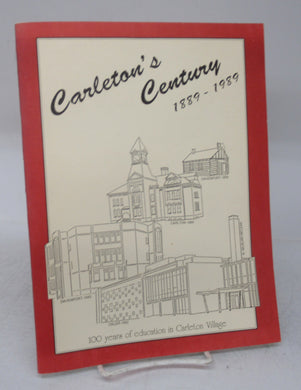 Carleton's
Century
1889 - 1989
100 years of education in Carleton Village